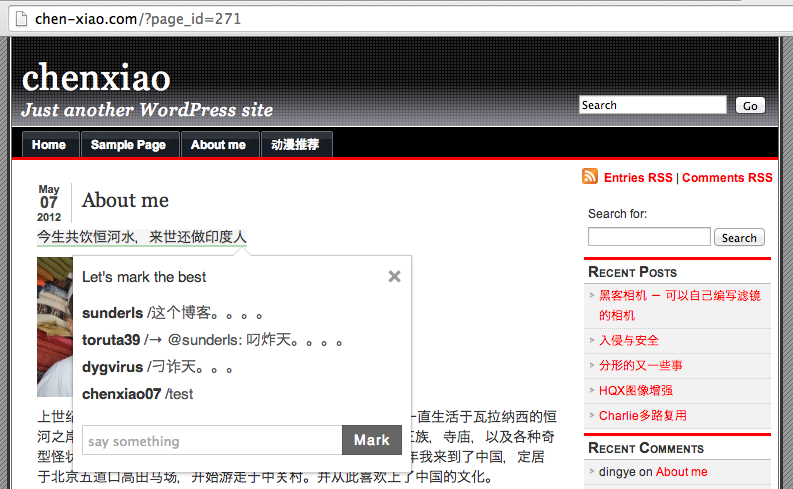 chen-xiao.com/?page_id=271
chenxiao
Just another WordPress site
Search Go
Home Sample Page About me 动漫推荐
Entries RSS | Comments RSS
May
07
2012
About me
今生共饮恒河水，来世还做印度人
Let's mark the best
sunderls /这个博客。。。。
toruta39 /→ @sunderls: 叼炸天。。。。
dygvirus /刁诈天。。。
chenxiao07 /test
say something Mark
上世
一直生活于瓦拉纳西的恒
河之
族，寺庙，以及各种奇
型怪
年我来到了中国，定居
于北京五道口高田马场，开始游走于中关村。并从此喜欢上了中国的文化。
Search for:
Search
Recent Posts
黑客相机 — 可以自己编写滤镜
的相机
入侵与安全
分形的又一些事
HQX图像增强
Charlie多路复用
Recent Comments
dingye on About me